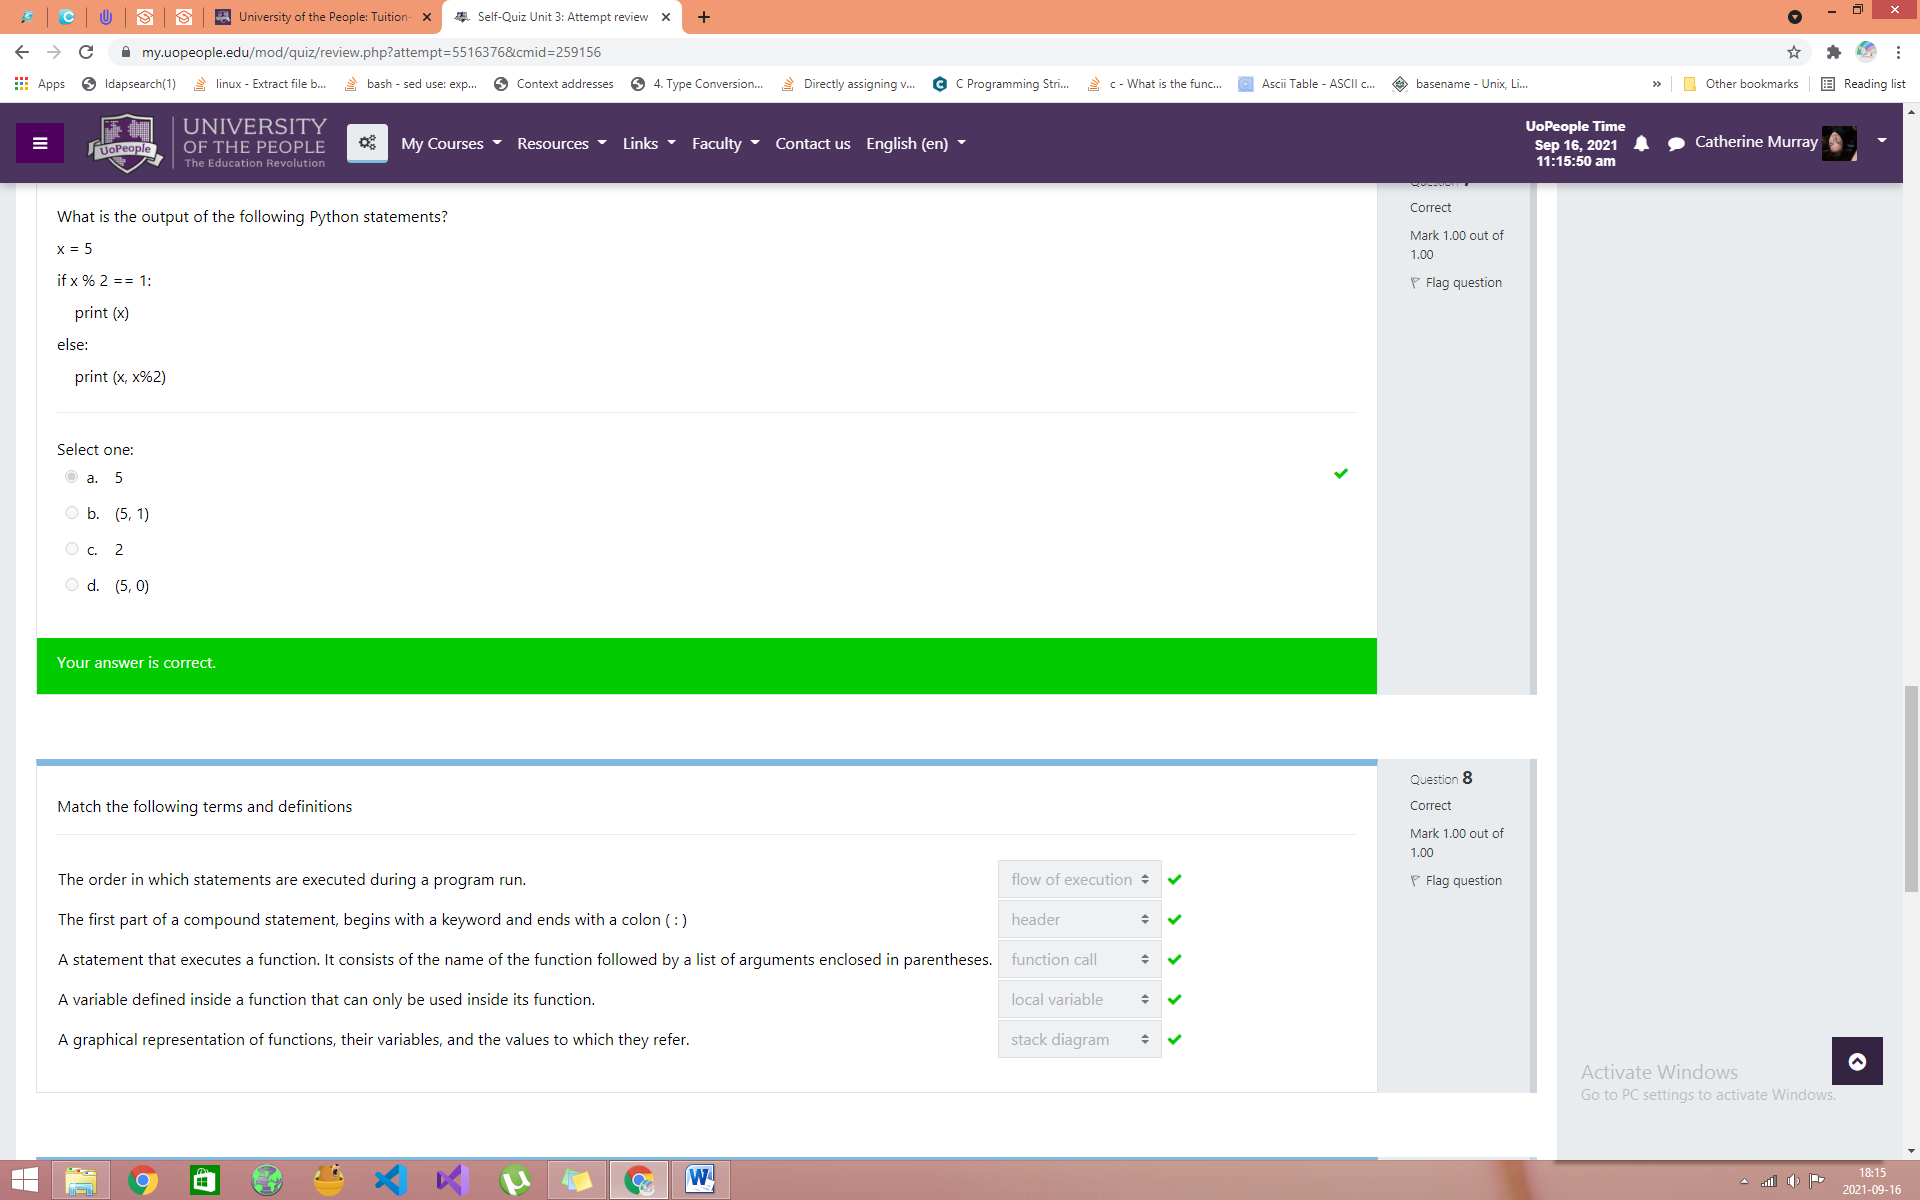 University of the People: Tuition-
Self-Quiz Unit 3: Attempt review
my.uopeople.edu/mod/quiz/review.php?attempt=5516376&cmid=259156
Apps
ldapsearch(1)
linux - Extract file b...
bash - sed use: exp...
Context addresses
4. Type Conversion...
Directly assigning v...
C Programming Stri...
c - What is the func...
Ascii Table - ASCII c...
basename - Unix, Li...
»
Other bookmarks
Reading list
UoPeople
UNIVERSITY
OF THE PEOPLE
The Education Revolution
My Courses
Resources
Links
Faculty
Contact us
English (en)
UoPeople Time
Sep 16, 2021
11:15:50 am
Catherine Murray
What is the output of the following Python statements?
x = 5
if x % 2 == 1:
print (x)
else:
print (x, x%2)
Select one:
a. 5
b. (5, 1)
c. 2
d. (5, 0)
Your answer is correct.
Question 7
Correct
Mark 1.00 out of
1.00
Flag question
Match the following terms and definitions
The order in which statements are executed during a program run. flow of execution
The first part of a compound statement, begins with a keyword and ends with a colon ( : ) header
A statement that executes a function. It consists of the name of the function followed by a list of arguments enclosed in parentheses. function call
A variable defined inside a function that can only be used inside its function. local variable
A graphical representation of functions, their variables, and the values to which they refer. stack diagram
Question 8
Correct
Mark 1.00 out of
1.00
Flag question
Activate Windows
Go to PC settings to activate Windows.
18:15
2021-09-16